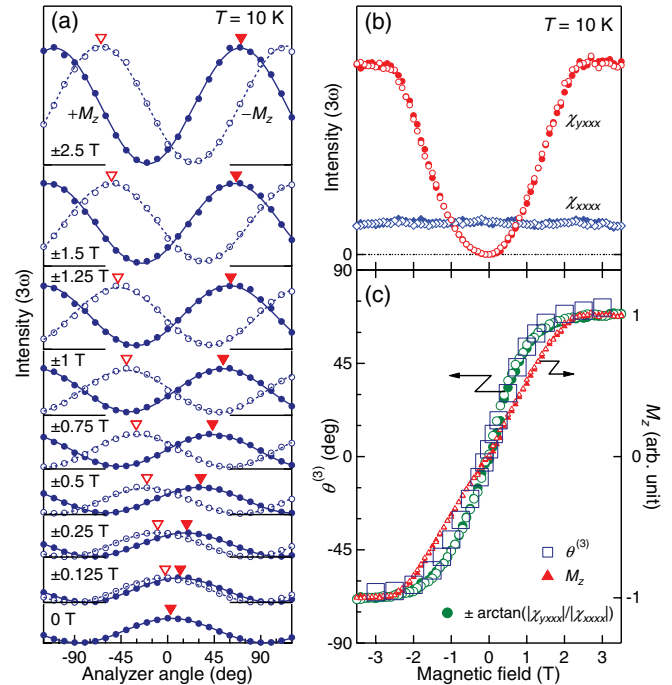 (a)
T = 10 K
+Mz
−Mz
±2.5 T
±1.5 T
±1.25 T
±1 T
±0.75 T
±0.5 T
±0.25 T
±0.125 T
0 T
Intensity (3ω)
-90
-45
0
45
90
Analyzer angle (deg)
(b)
T = 10 K
χyxxx
χxxxx
0
Intensity (3ω)
(c)
90
45
0
-45
-90
θ(3) (deg)
1
0
-1
Mz (arb. unit)
θ(3)
Mz
± arctan(|χyxxx|/|χxxxx|)
-3
-2
-1
0
1
2
3
Magnetic field (T)